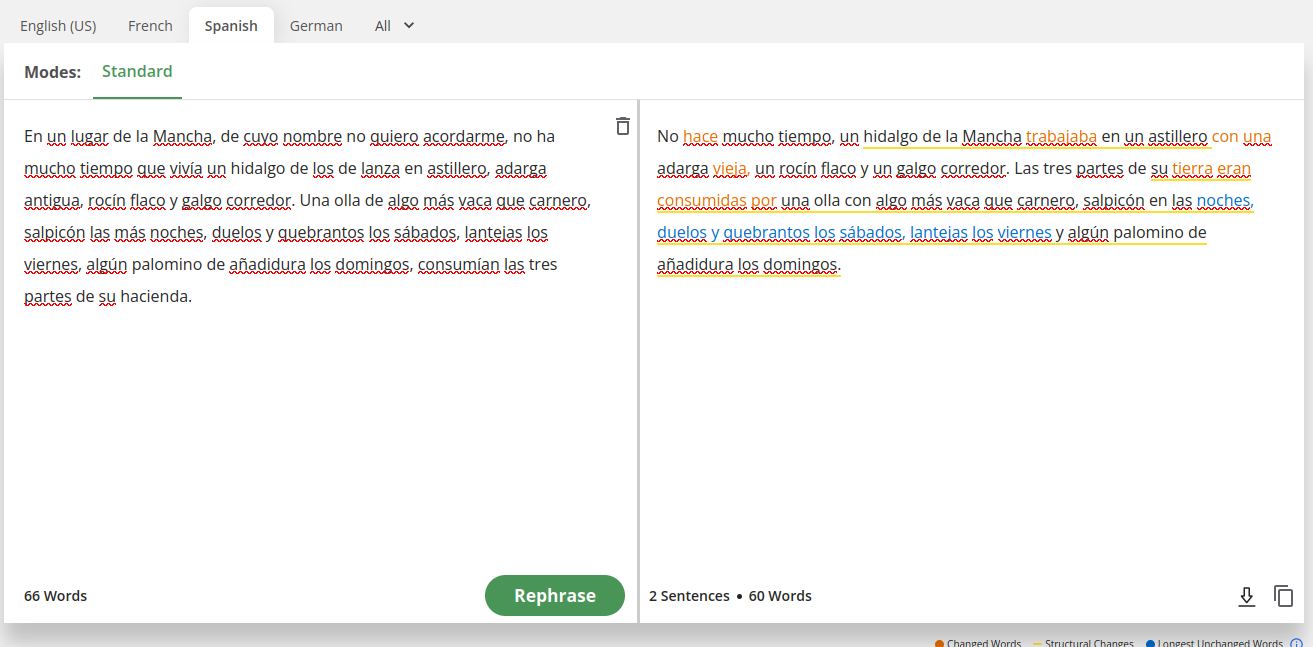 English (US) French Spanish German All
Modes: Standard
En un lugar de la Mancha, de cuyo nombre no quiero acordarme, no ha
mucho tiempo que vivía un hidalgo de los de lanza en astillero, adarga
antigua, rocín flaco y galgo corredor. Una olla de algo más vaca que carnero,
salpicón las más noches, duelos y quebrantos los sábados, lantejas los
viernes, algún palomino de añadidura los domingos, consumían las tres
partes de su hacienda.
66 Words
Rephrase
No hace mucho tiempo, un hidalgo de la Mancha trabajaba en un astillero con una
adarga vieja, un rocín flaco y un galgo corredor. Las tres partes de su tierra eran
consumidas por una olla con algo más vaca que carnero, salpicón en las noches,
duelos y quebrantos los sábados, lantejas los viernes y algún palomino de
añadidura los domingos.
2 Sentences • 60 Words
Changed Words Structural Changes Longest Unchanged Words